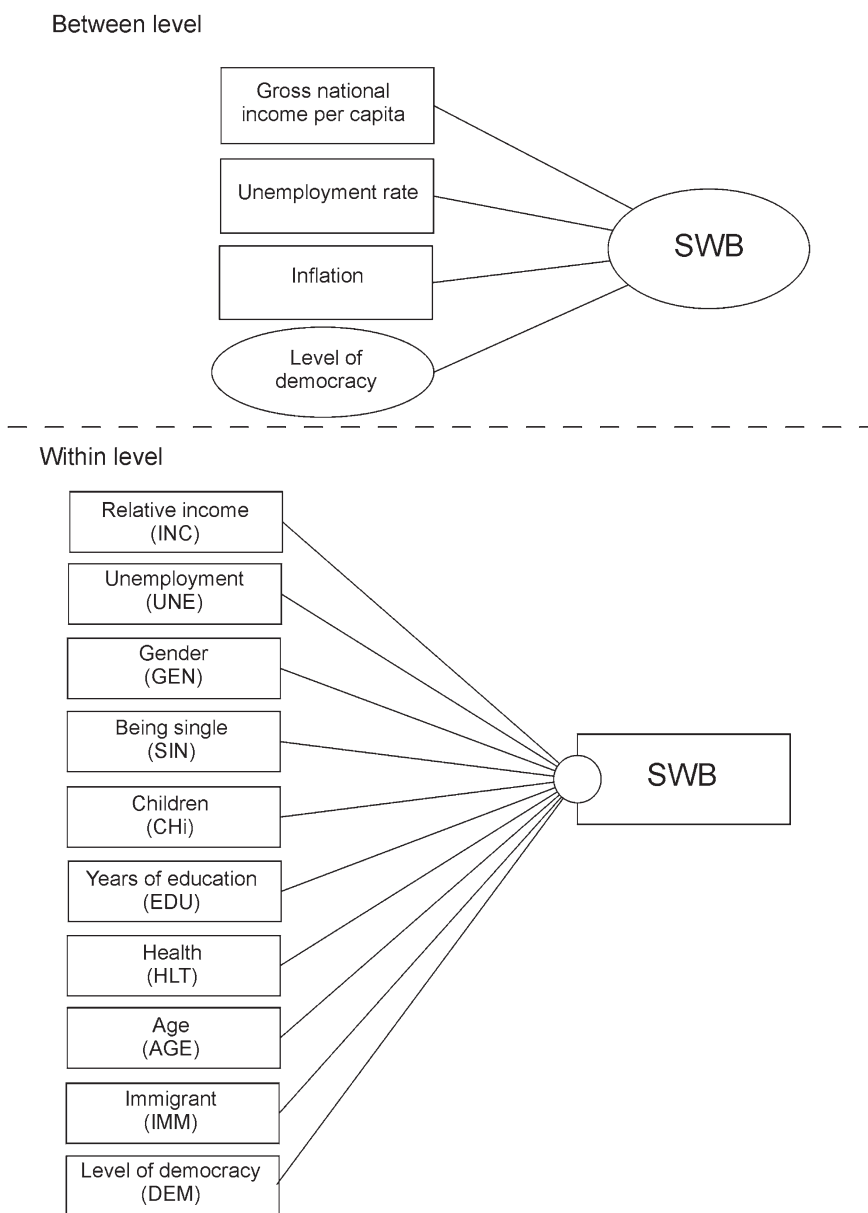 Between level
Gross national
income per capita
Unemployment rate
SWB
Inflation
Level of
democracy
Within level
Relative income
(INC)
Unemployment
(UNE)
Gender
(GEN)
Being single
(SIN)
SWB
Children
(CHi)
Years of education
(EDU)
Health
(HLT)
Age
(AGE)
Immigrant
(IMM)
Level of democracy
(DEM)